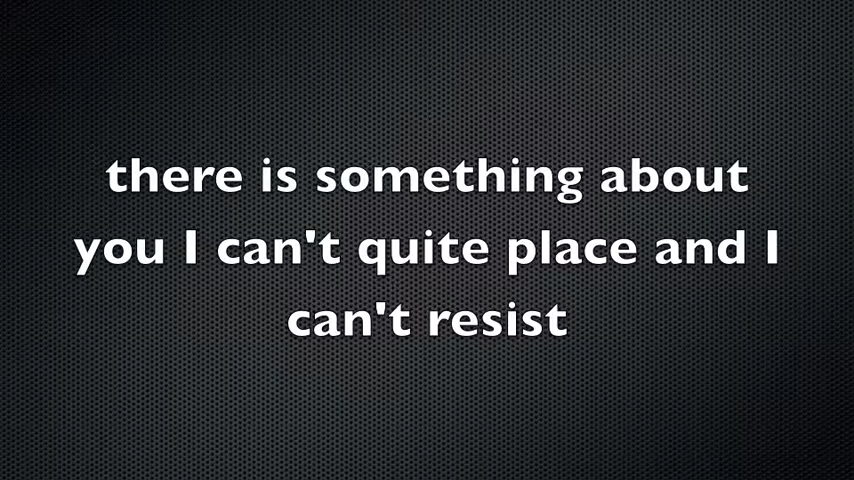 there is something about
you I can't quite place and I
can't resist